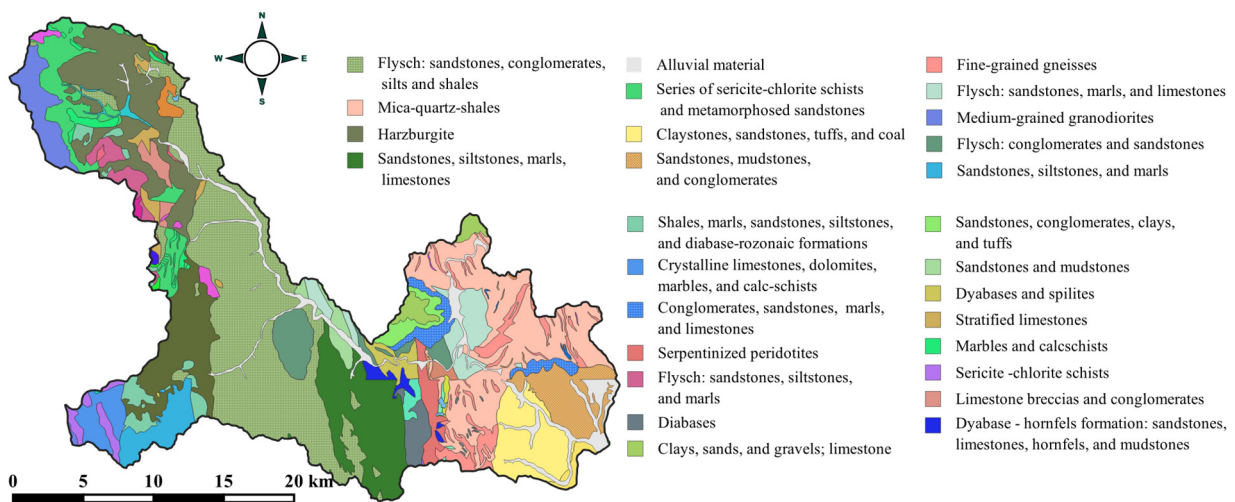 N
W E
S
Flysch: sandstones, conglomerates,
silts and shales
Mica-quartz-shales
Harzburgite
Sandstones, siltstones, marls,
limestones
Alluvial material
Series of sericite-chlorite schists
and metamorphosed sandstones
Claystones, sandstones, tuffs, and coal
Sandstones, mudstones,
and conglomerates
Fine-grained gneisses
Flysch: sandstones, marls, and limestones
Medium-grained granodiorites
Flysch: conglomerates and sandstones
Sandstones, siltstones, and marls
Shales, marls, sandstones, siltstones,
and diabase-rozonaic formations
Crystalline limestones, dolomites,
marbles, and calc-schists
Conglomerates, sandstones, marls,
and limestones
Serpentinized peridotites
Flysch: sandstones, siltstones,
and marls
Diabases
Clays, sands, and gravels; limestone
Sandstones, conglomerates, clays,
and tuffs
Sandstones and mudstones
Dyabases and spilites
Stratified limestones
Marbles and calcschists
Sericite -chlorite schists
Limestone breccias and conglomerates
Dyabase - hornfels formation: sandstones,
limestones, hornfels, and mudstones
0 5 10 15 20 km